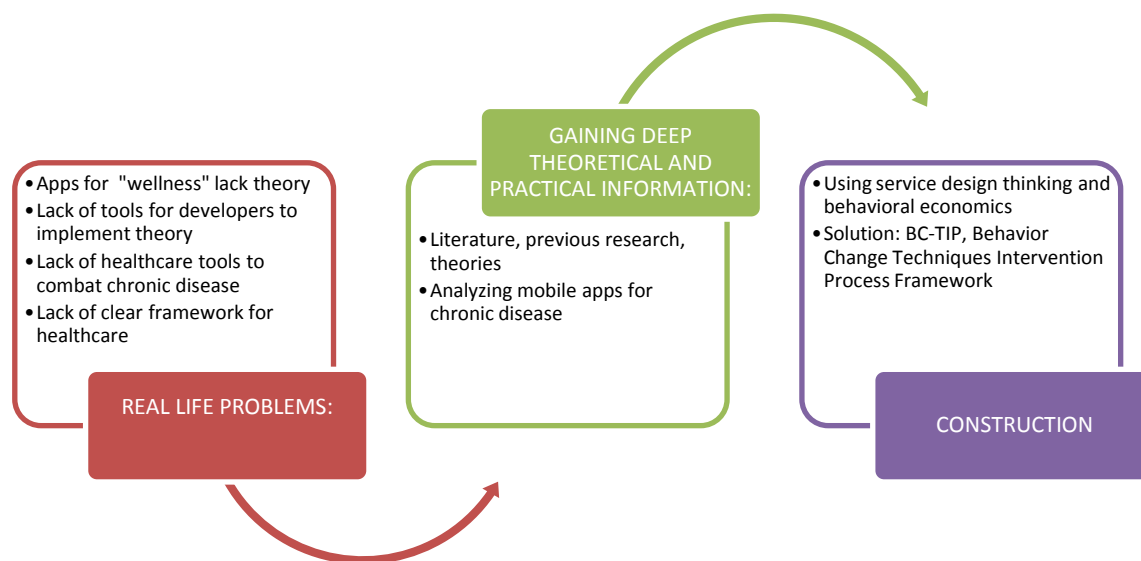 •Apps for "wellness" lack theory
•Lack of tools for developers to
implement theory
•Lack of healthcare tools to
combat chronic disease
•Lack of clear framework for
healthcare
REAL LIFE PROBLEMS:
GAINING DEEP
THEORETICAL AND
PRACTICAL INFORMATION:
•Literature, previous research,
theories
•Analyzing mobile apps for
chronic disease
•Using service design thinking and
behavioral economics
•Solution: BC-TIP, Behavior
Change Techniques Intervention
Process Framework
CONSTRUCTION